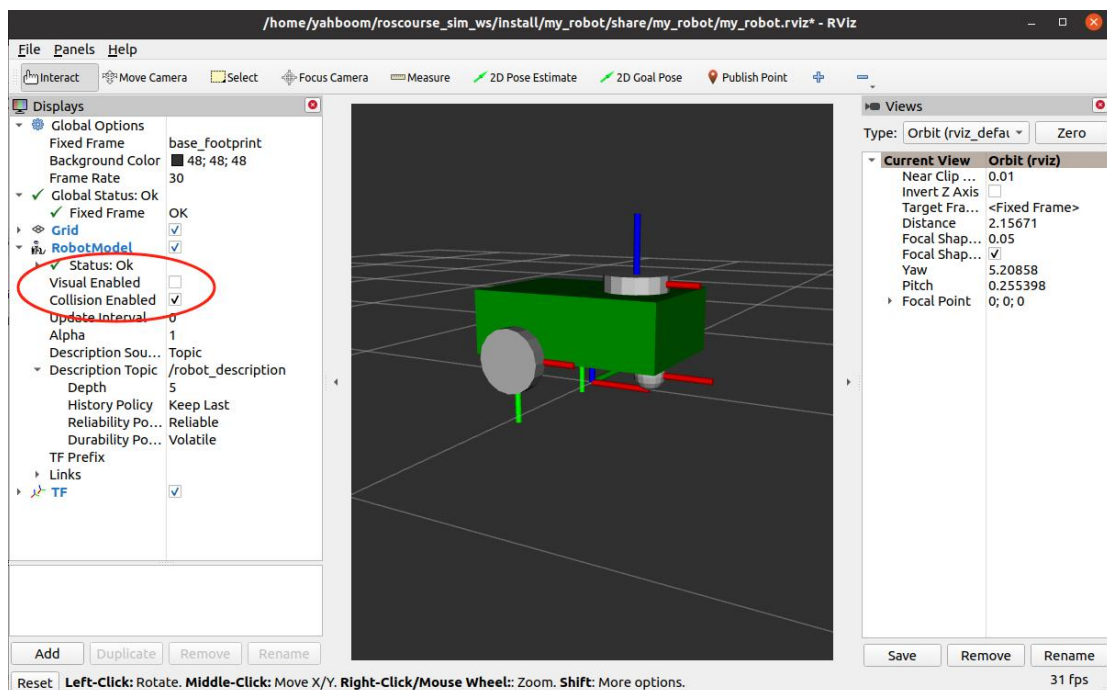 /home/yahboom/roscourse_sim_ws/install/my_robot/share/my_robot/my_robot.rviz* - RViz
File Panels Help
Interact Move Camera Select Focus Camera Measure 2D Pose Estimate 2D Goal Pose Publish Point
Displays
Global Options
Fixed Frame base_footprint
Background Color 48; 48; 48
Frame Rate 30
Global Status: Ok
Fixed Frame OK
Grid
RobotModel
Status: Ok
Visual Enabled
Collision Enabled
Update Interval 0
Alpha 1
Description Sou... Topic
Description Topic /robot_description
Depth 5
History Policy Keep Last
Reliability Po... Reliable
Durability Po... Volatile
TF Prefix
Links
TF
Add Duplicate Remove Rename
Views
Type: Orbit (rviz_defau Zero
Current View Orbit (rviz)
Near Clip ... 0.01
Invert Z Axis
Target Fra... <Fixed Frame>
Distance 2.15671
Focal Shap... 0.05
Focal Shap...
Yaw 5.20858
Pitch 0.255398
Focal Point 0; 0; 0
Save Remove Rename
Reset Left-Click: Rotate. Middle-Click: Move X/Y. Right-Click/Mouse Wheel:: Zoom. Shift: More options. 31 fps